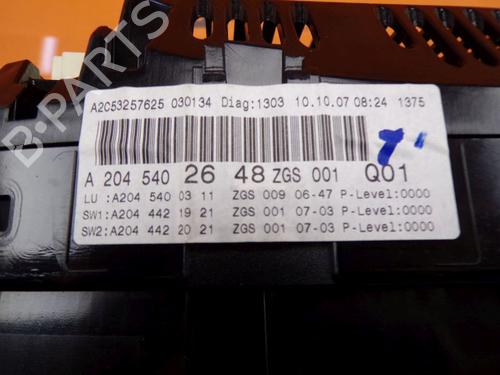 A2C53257625 030134 Diag:1303 10.10.07 08:24 1375
7'
A 204 540 26 48 ZGS 001 Q01
LU :A204 540 03 11 ZGS 009 06-47 P-Level:0000
SW1:A204 442 19 21 ZGS 001 07-03 P-Level:0000
SW2:A204 442 20 21 ZGS 001 07-03 P-Level:0000
B-PARTS